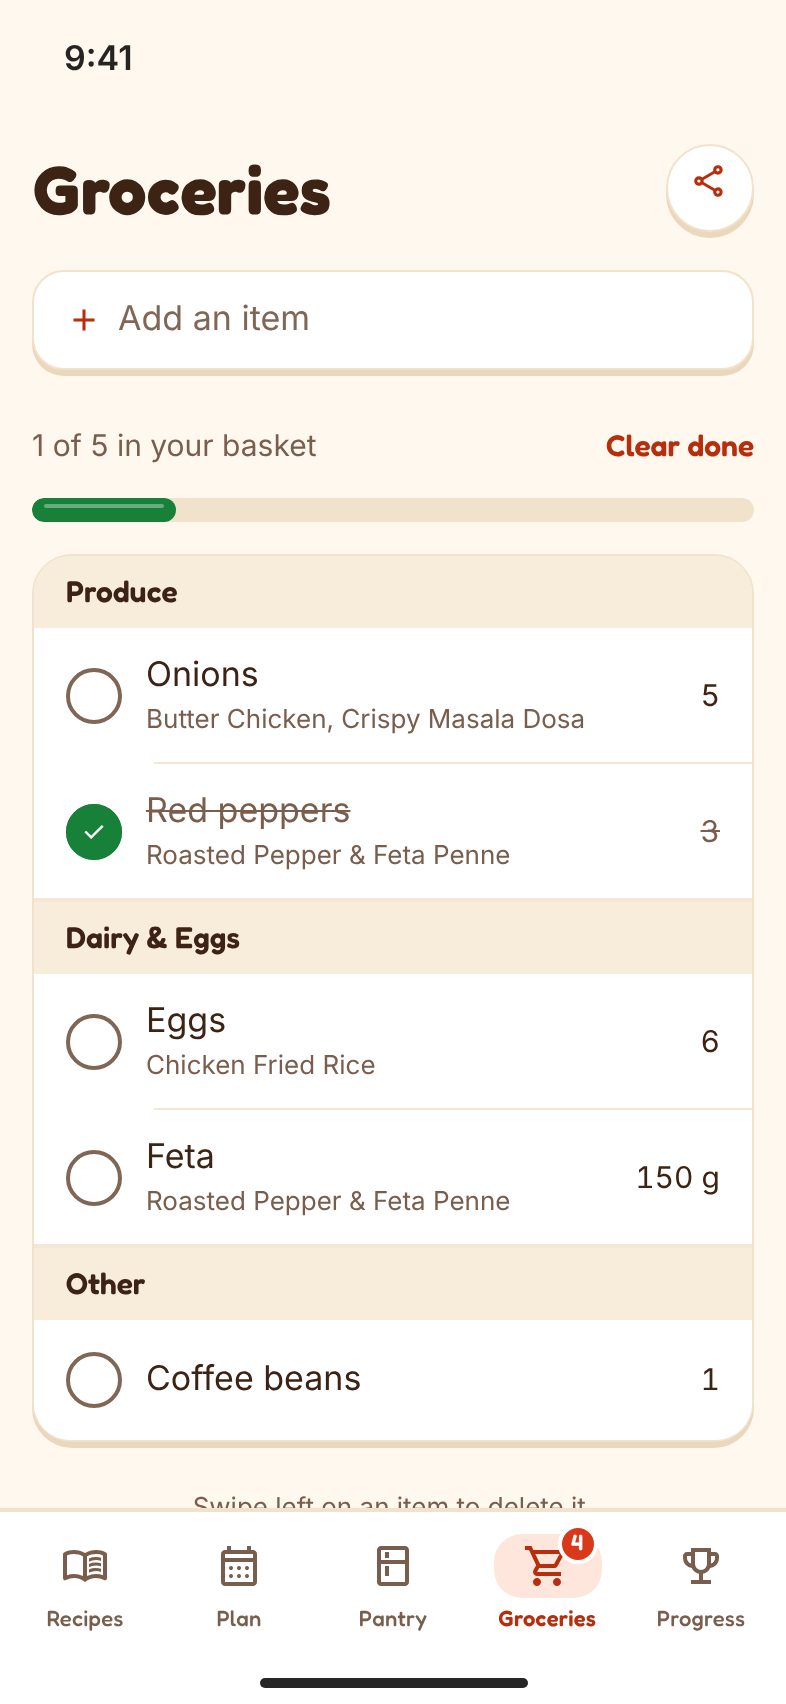 9:41
Groceries
+ Add an item
1 of 5 in your basket
Clear done
Produce
Onions
5
Butter Chicken, Crispy Masala Dosa
Red peppers
3
Roasted Pepper & Feta Penne
Dairy & Eggs
Eggs
6
Chicken Fried Rice
Feta
150 g
Roasted Pepper & Feta Penne
Other
Coffee beans
1
Swipe left on an item to delete it
4
Recipes
Plan
Pantry
Groceries
Progress